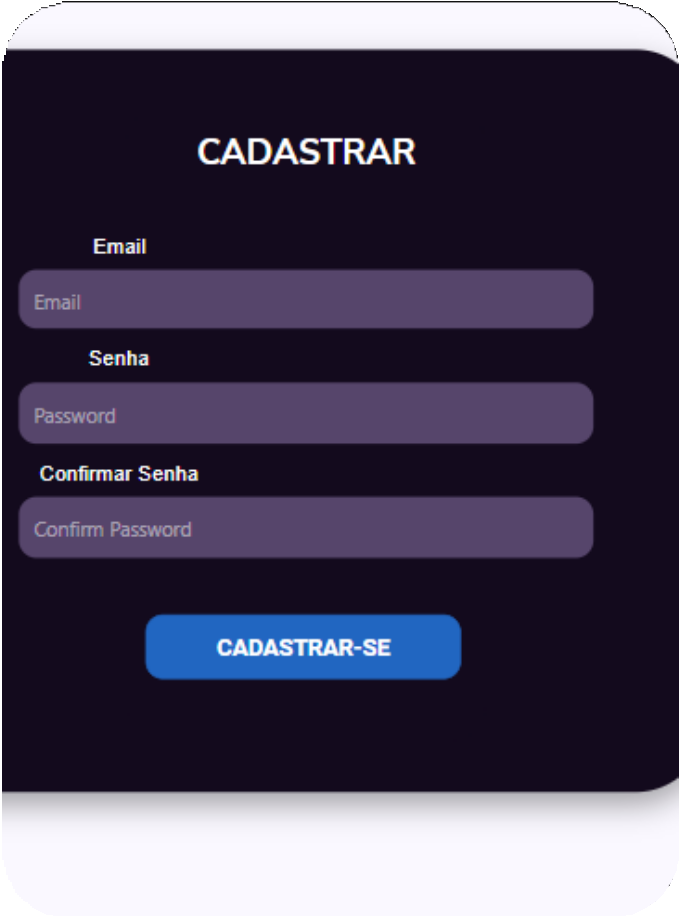 CADASTRAR
Email
Email
Senha
Password
Confirmar Senha
Confirm Password
CADASTRAR-SE